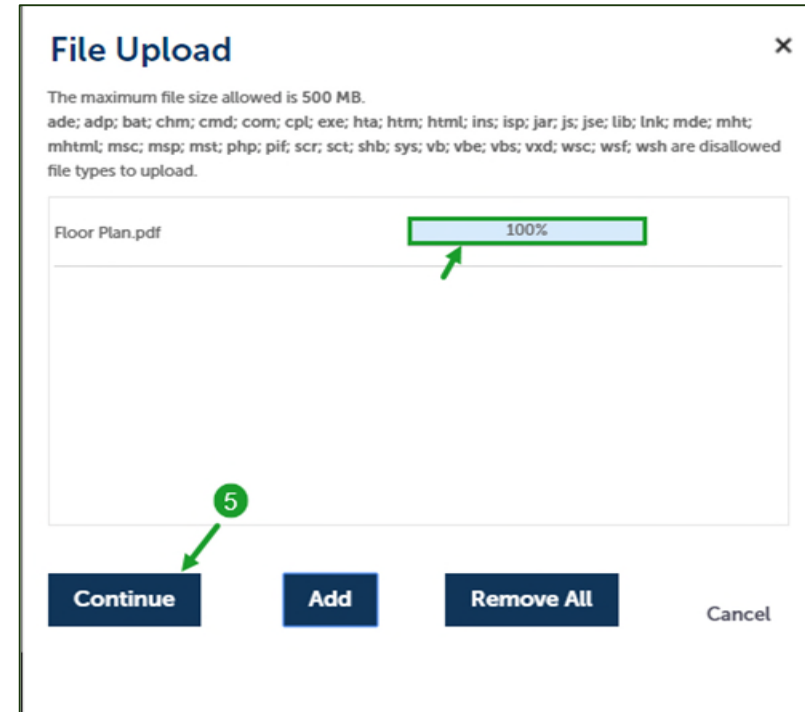 File Upload
×
The maximum file size allowed is 500 MB.
ade; adp; bat; chm; cmd; com; cpl; exe; hta; htm; html; ins; isp; jar; js; jse; lib; lnk; mde; mht;
mhtml; msc; msp; mst; php; pif; scr; sct; shb; sys; vb; vbe; vbs; vxd; wsc; wsf; wsh are disallowed
file types to upload.
Floor Plan.pdf 100%
5
Continue Add Remove All Cancel